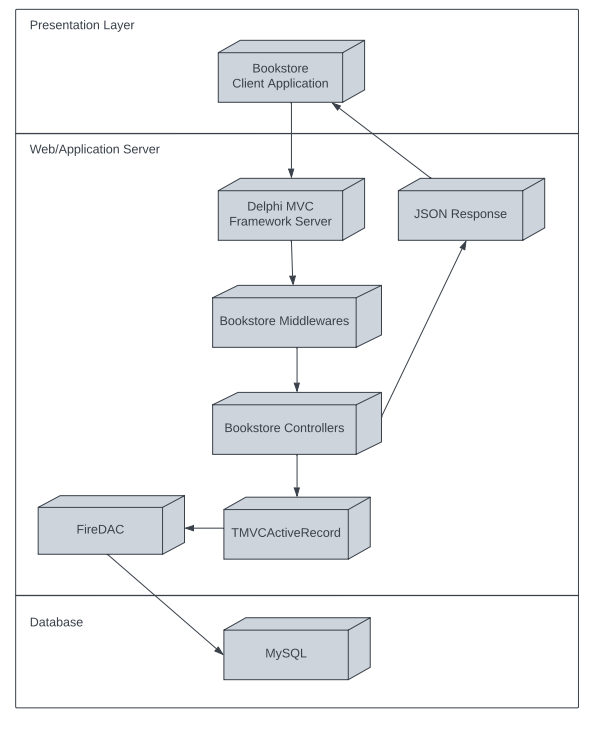 Presentation Layer
Bookstore
Client Application
Web/Application Server
Delphi MVC
Framework Server
JSON Response
Bookstore Middlewares
Bookstore Controllers
FireDAC
TMVCActiveRecord
Database
MySQL